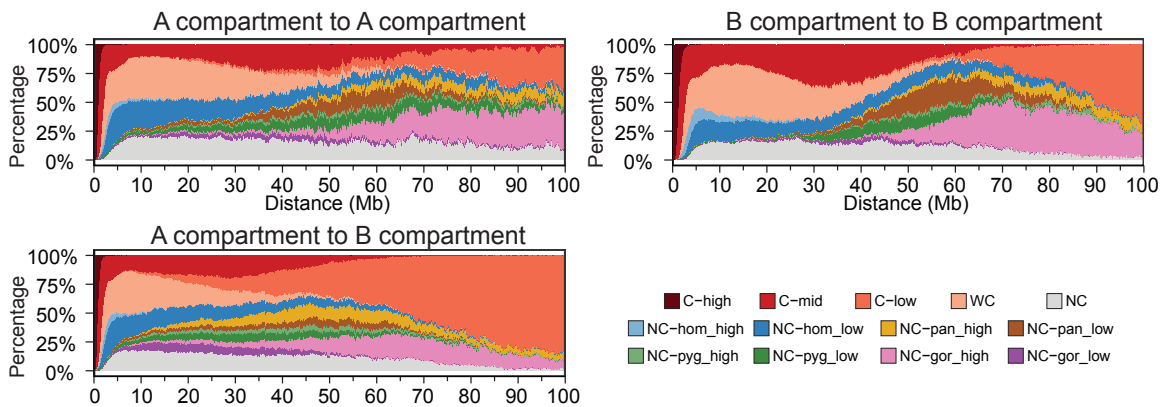 A compartment to A compartment
Percentage
100%
75%
50%
25%
0%
0 10 20 30 40 50 60 70 80 90 100
Distance (Mb)
B compartment to B compartment
Percentage
100%
75%
50%
25%
0%
0 10 20 30 40 50 60 70 80 90 100
Distance (Mb)
A compartment to B compartment
Percentage
100%
75%
50%
25%
0%
0 10 20 30 40 50 60 70 80 90 100
C−high C−mid C−low WC NC
NC−hom_high NC−hom_low NC−pan_high NC−pan_low
NC−pyg_high NC−pyg_low NC−gor_high NC−gor_low